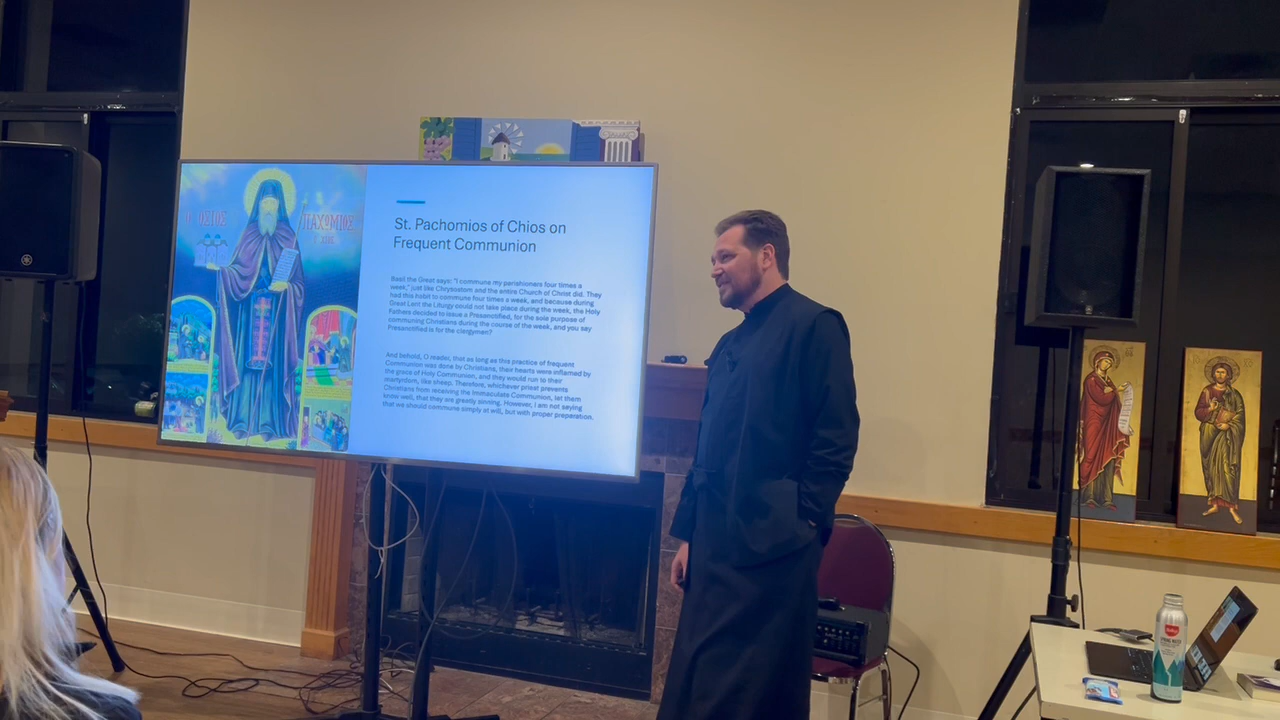 Ο ΟΣΙΟΣ
ΠΑΧΩΜΙΟΣ
St. Pachomios of Chios on
Frequent Communion
Basil the Great says: "I commune my parishioners four times a
week," just like Chrysostom and the entire Church of Christ did. They
had this habit to commune four times a week, and because during
Great Lent the Liturgy could not take place during the week, the Holy
Fathers decided to issue a Presanctified, for the sole purpose of
communing Christians during the course of the week, and you say
Presanctified is for the clergymen?
And behold, O reader, that as long as this practice of frequent
Communion was done by Christians, their hearts were inflamed by
the grace of Holy Communion, and they would run to their
martyrdom, like sheep. Therefore, whichever priest prevents
Christians from receiving the Immaculate Communion, let them
know well, that they are greatly sinning. However, I am not saying
that we should commune simply at will, but with proper preparation.